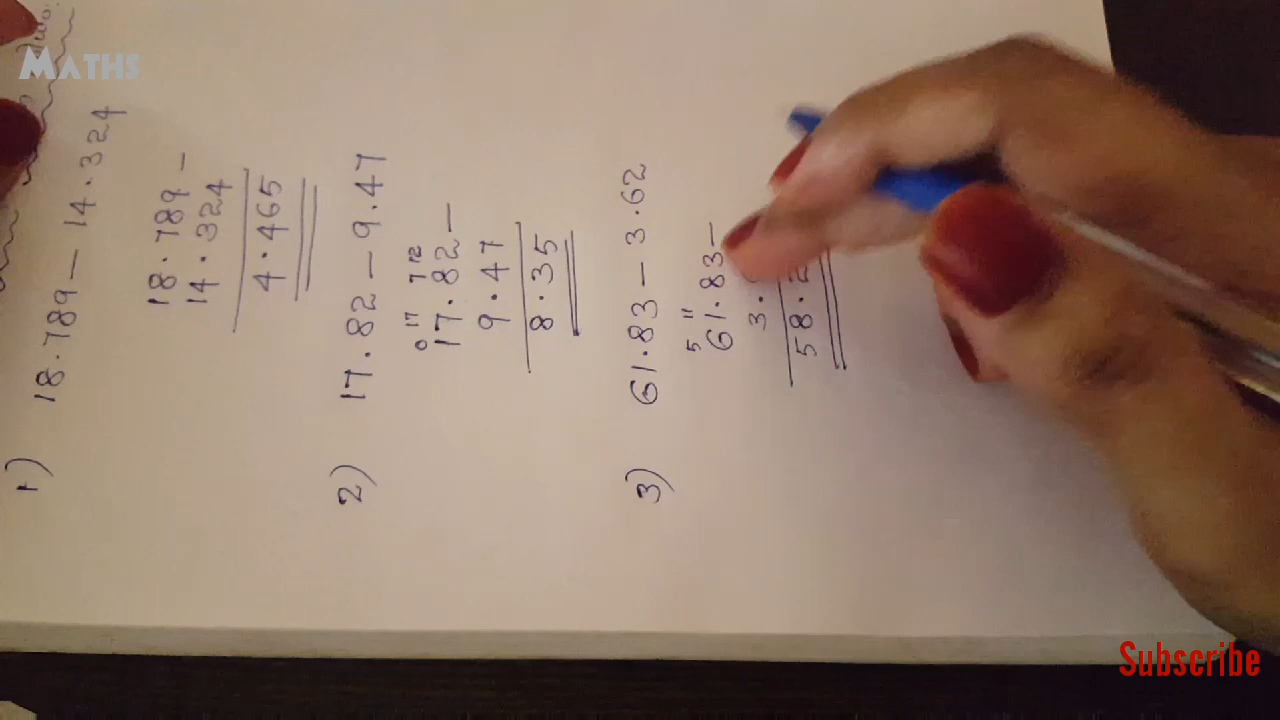 MATHS
1) 18.789 — 14.324
18.789 —
14.324
4.465
2) 17.82 — 9.47
0 17 7 12
17.82 —
9.47
8.35
3) 61.83 — 3.62
5 11
61.83 —
3.
58.2
Subscribe